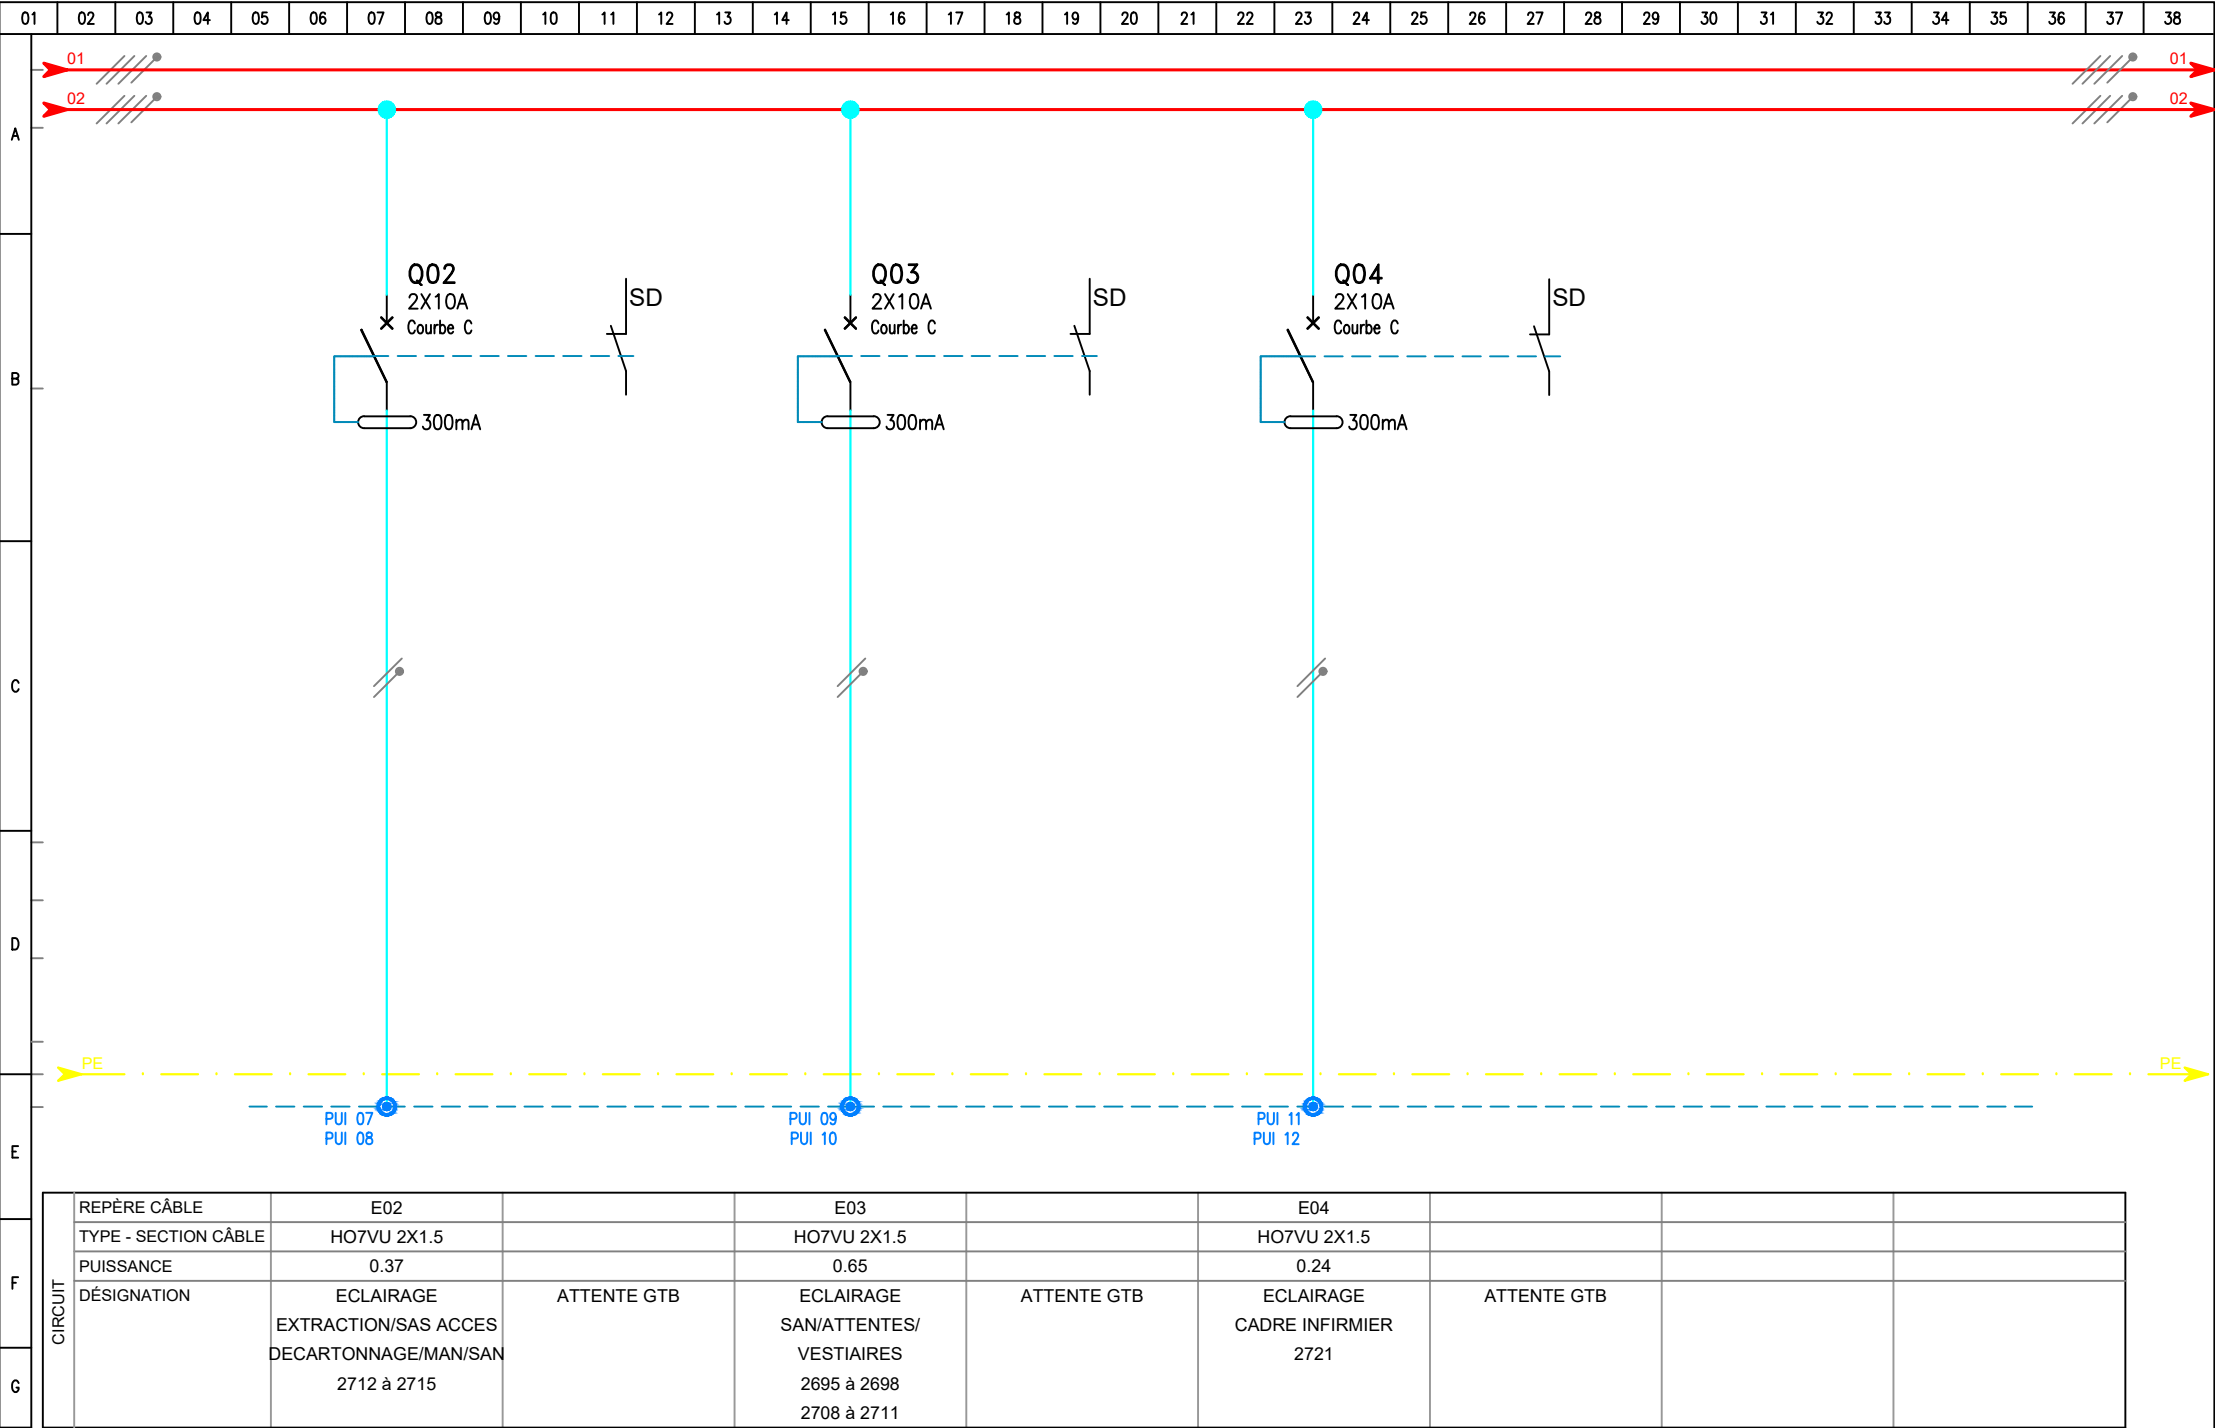 01 02 03 04 05 06 07 08 09 10 11 12 13 14 15 16 17 18 19 20 21 22 23 24 25 26 27 28 29 30 31 32 33 34 35 36 37 38
01 01
02 02
A
Q02 Q03 Q04
2X10A SD 2X10A SD 2X10A SD
Courbe C Courbe C Courbe C
B
300mA 300mA 300mA
C
D
PE PE
PUI 07 PUI 09 PUI 11
PUI 08 PUI 10 PUI 12
E
REPÈRE CÂBLE E02 E03 E04
TYPE - SECTION CÂBLE HO7VU 2X1.5 HO7VU 2X1.5 HO7VU 2X1.5
PUISSANCE 0.37 0.65 0.24
F
CIRCUIT
DÉSIGNATION ECLAIRAGE ATTENTE GTB ECLAIRAGE ATTENTE GTB ECLAIRAGE ATTENTE GTB
EXTRACTION/SAS ACCES SAN/ATTENTES/ CADRE INFIRMIER
DECARTONNAGE/MAN/SAN VESTIAIRES 2721
G
2712 à 2715 2695 à 2698
2708 à 2711